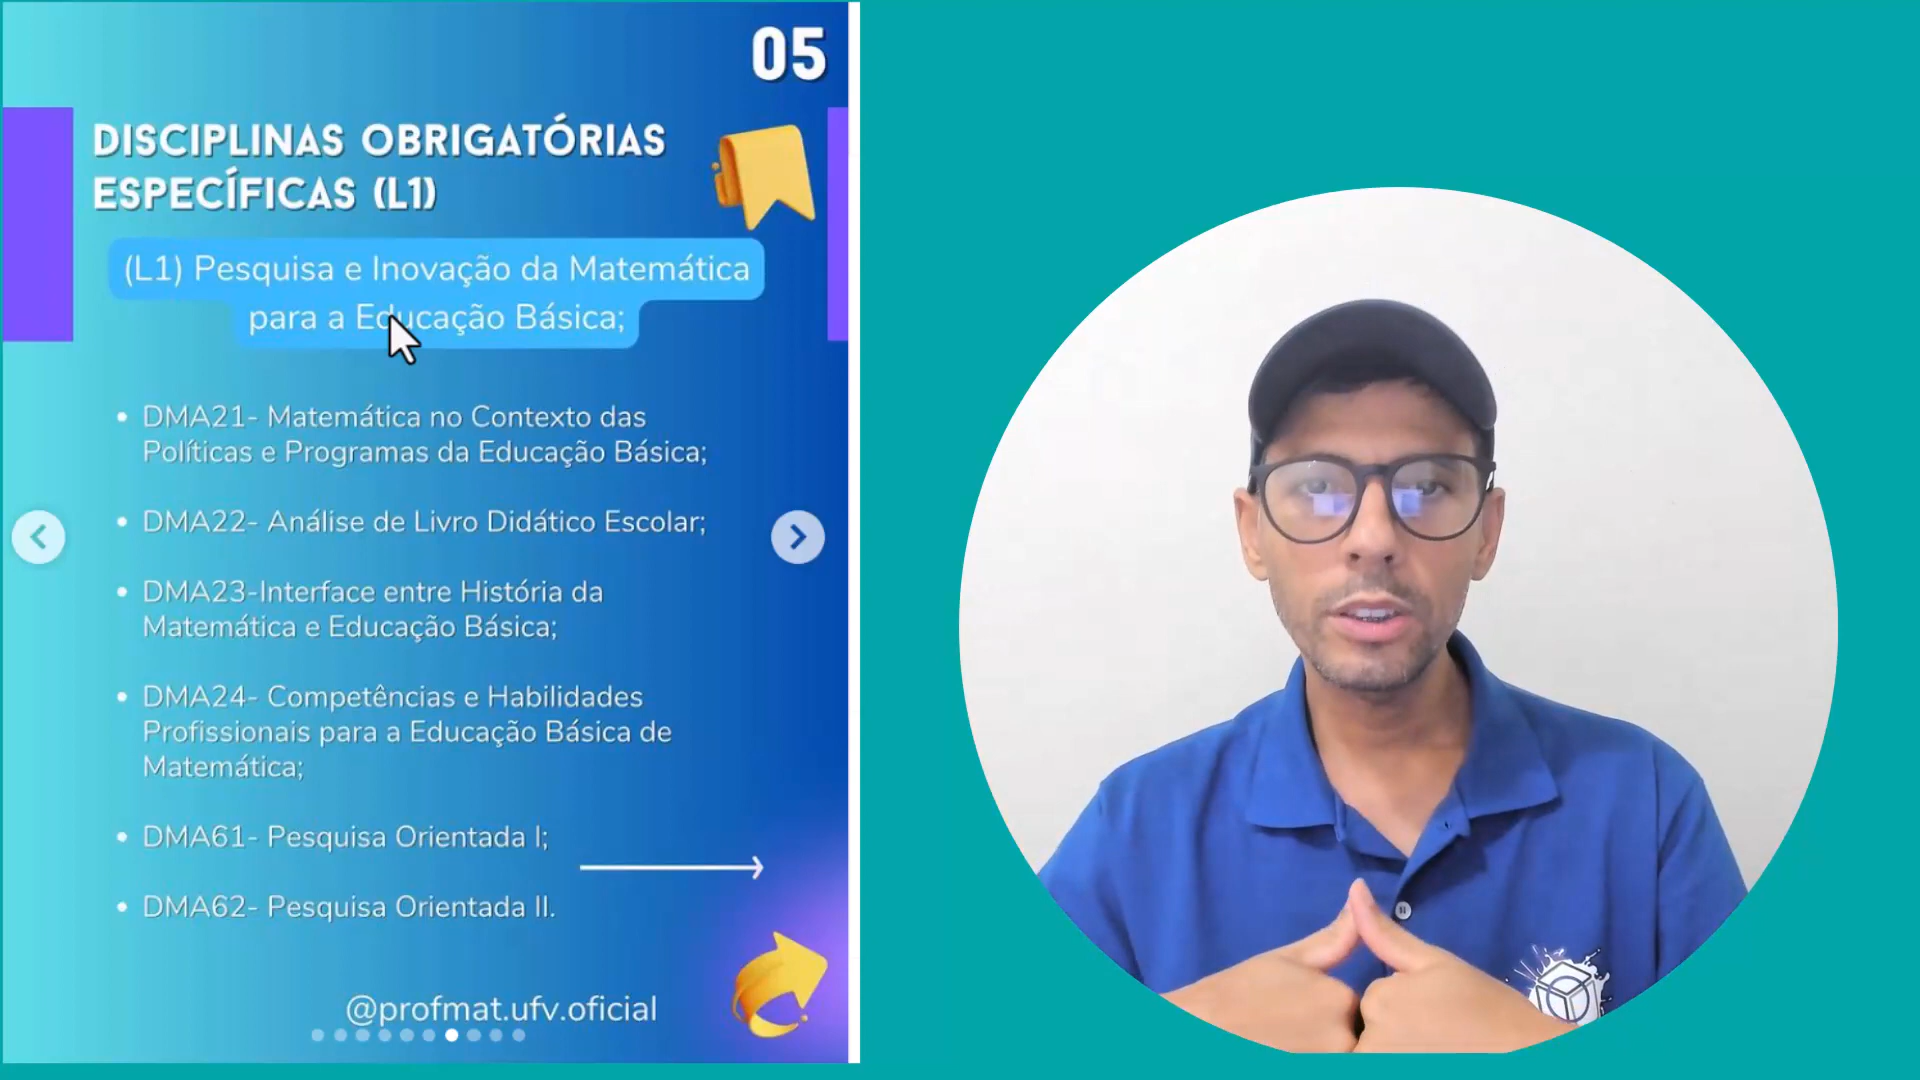 05
DISCIPLINAS OBRIGATÓRIAS
ESPECÍFICAS (L1)
(L1) Pesquisa e Inovação da Matemática
para a Educação Básica;
• DMA21- Matemática no Contexto das
Políticas e Programas da Educação Básica;
• DMA22- Análise de Livro Didático Escolar;
• DMA23-Interface entre História da
Matemática e Educação Básica;
• DMA24- Competências e Habilidades
Profissionais para a Educação Básica de
Matemática;
• DMA61- Pesquisa Orientada I;
• DMA62- Pesquisa Orientada II.
@profmat.ufv.oficial